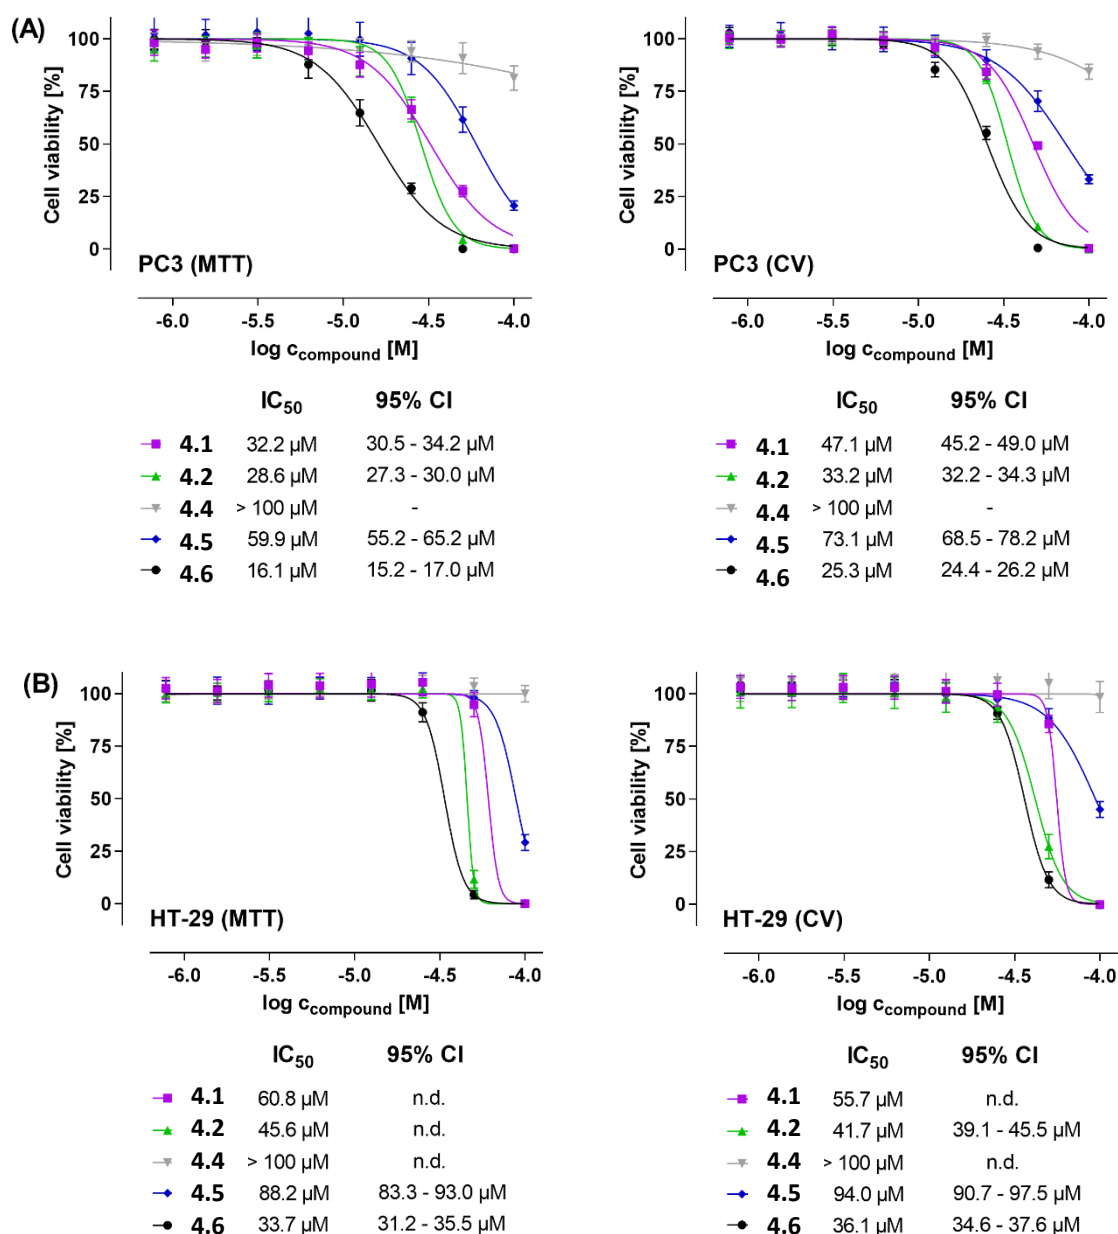 (A)
Cell viability [%]
100
75
50
25
0
PC3 (MTT)
-6.0 -5.5 -5.0 -4.5 -4.0
log c compound [M]
IC50 95% CI
4.1 32.2 µM 30.5 - 34.2 µM
4.2 28.6 µM 27.3 - 30.0 µM
4.4 > 100 µM -
4.5 59.9 µM 55.2 - 65.2 µM
4.6 16.1 µM 15.2 - 17.0 µM
Cell viability [%]
100
75
50
25
0
PC3 (CV)
-6.0 -5.5 -5.0 -4.5 -4.0
log c compound [M]
IC50 95% CI
4.1 47.1 µM 45.2 - 49.0 µM
4.2 33.2 µM 32.2 - 34.3 µM
4.4 > 100 µM -
4.5 73.1 µM 68.5 - 78.2 µM
4.6 25.3 µM 24.4 - 26.2 µM
(B)
Cell viability [%]
100
75
50
25
0
HT-29 (MTT)
-6.0 -5.5 -5.0 -4.5 -4.0
log c compound [M]
IC50 95% CI
4.1 60.8 µM n.d.
4.2 45.6 µM n.d.
4.4 > 100 µM n.d.
4.5 88.2 µM 83.3 - 93.0 µM
4.6 33.7 µM 31.2 - 35.5 µM
Cell viability [%]
100
75
50
25
0
HT-29 (CV)
-6.0 -5.5 -5.0 -4.5 -4.0
log c compound [M]
IC50 95% CI
4.1 55.7 µM n.d.
4.2 41.7 µM 39.1 - 45.5 µM
4.4 > 100 µM n.d.
4.5 94.0 µM 90.7 - 97.5 µM
4.6 36.1 µM 34.6 - 37.6 µM